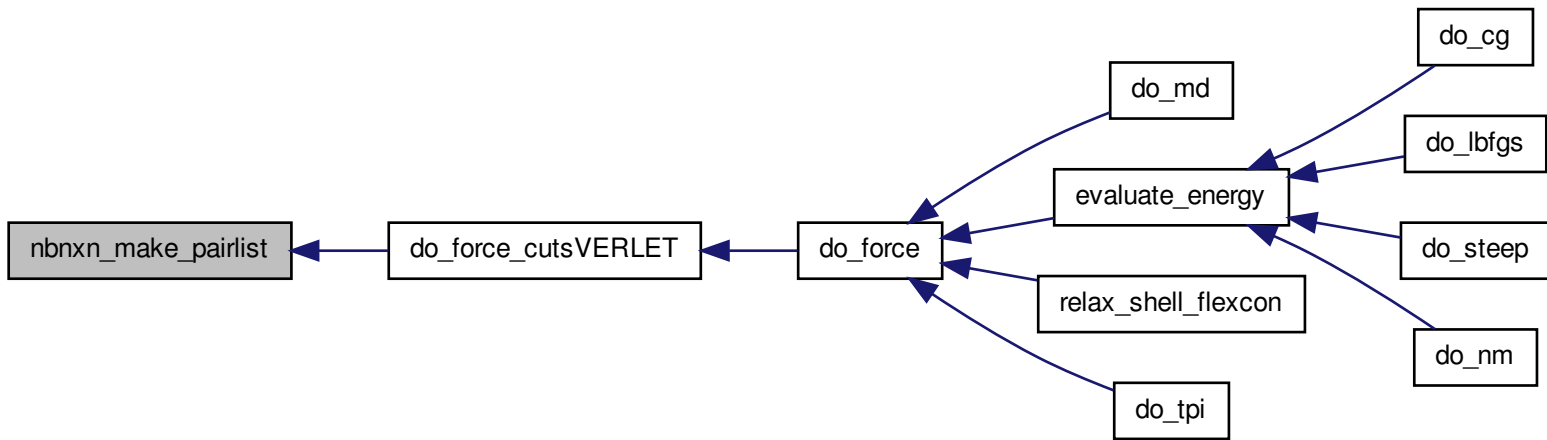 nbnxn_make_pairlist
do_force_cutsVERLET
do_force
do_md
evaluate_energy
relax_shell_flexcon
do_tpi
do_cg
do_lbfgs
do_steep
do_nm